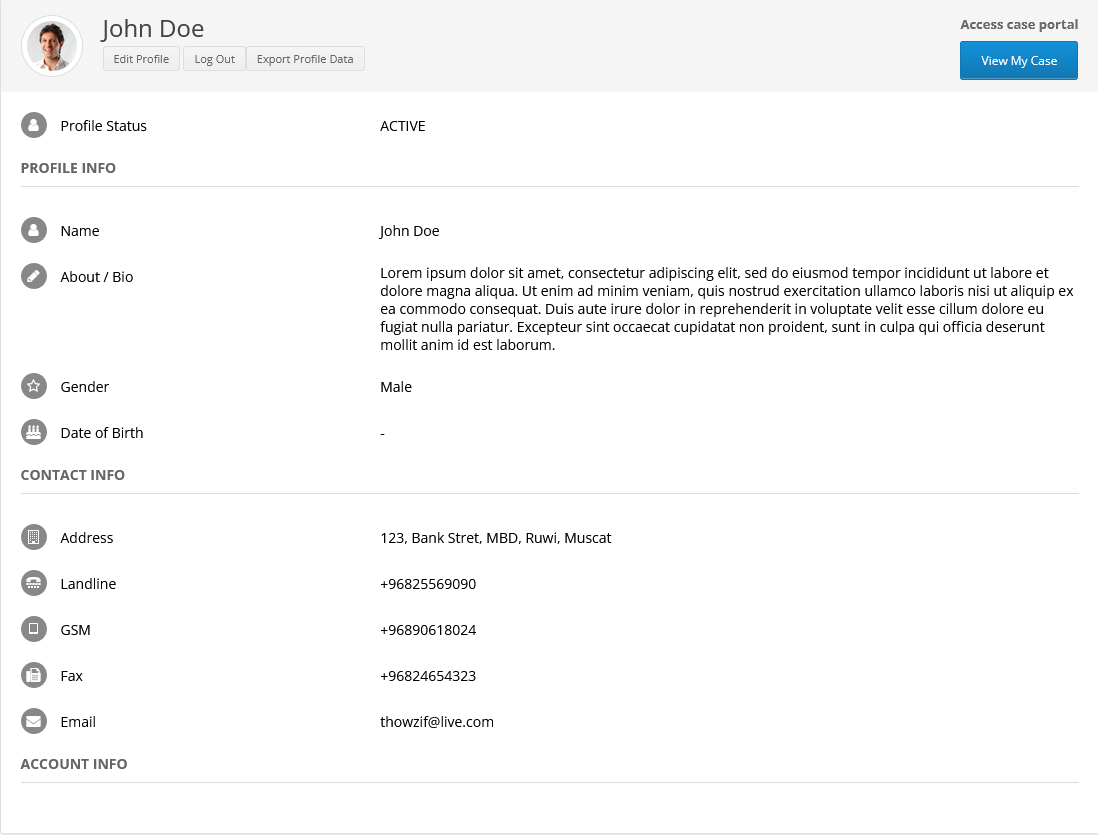 John Doe
Access case portal
Edit Profile Log Out Export Profile Data
View My Case
Profile Status ACTIVE
PROFILE INFO
Name John Doe
About / Bio Lorem ipsum dolor sit amet, consectetur adipiscing elit, sed do eiusmod tempor incididunt ut labore et
dolore magna aliqua. Ut enim ad minim veniam, quis nostrud exercitation ullamco laboris nisi ut aliquip ex
ea commodo consequat. Duis aute irure dolor in reprehenderit in voluptate velit esse cillum dolore eu
fugiat nulla pariatur. Excepteur sint occaecat cupidatat non proident, sunt in culpa qui officia deserunt
mollit anim id est laborum.
Gender Male
Date of Birth -
CONTACT INFO
Address 123, Bank Stret, MBD, Ruwi, Muscat
Landline +96825569090
GSM +96890618024
Fax +96824654323
Email thowzif@live.com
ACCOUNT INFO